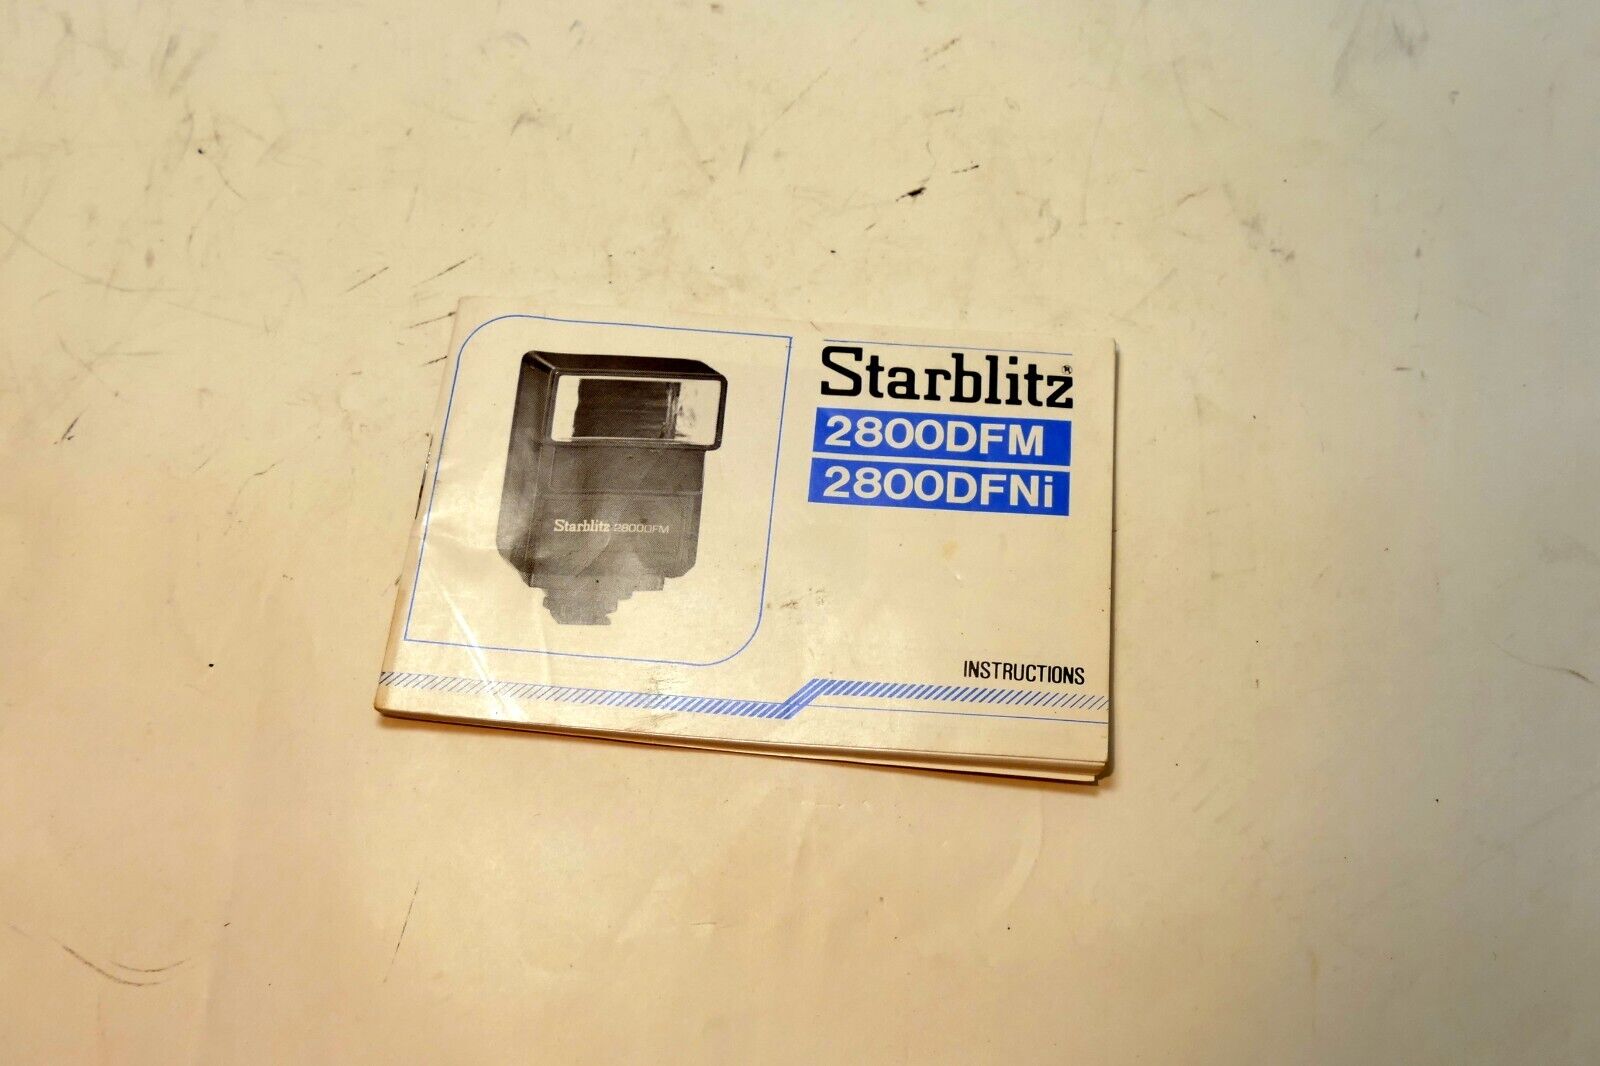 Starblitz®
2800DFM
2800DFNi
Starblitz 2800DFM
INSTRUCTIONS